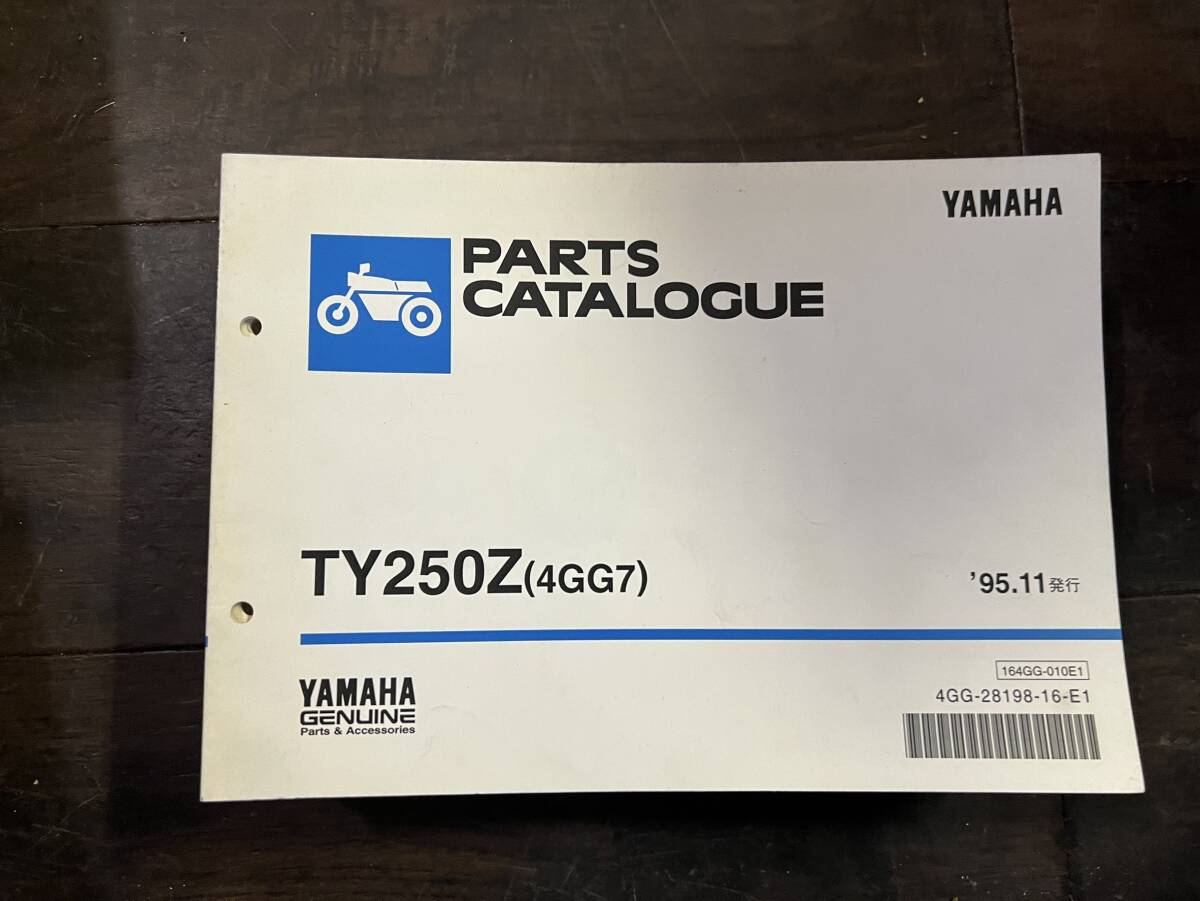 YAMAHA
PARTS
CATALOGUE
TY250Z(4GG7)
'95.11発行
YAMAHA
GENUINE
Parts & Accessories
164GG-010E1
4GG-28198-16-E1